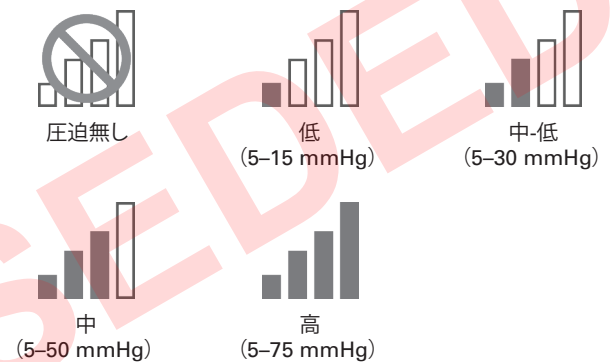 圧迫無し
低
（5–15 mmHg）
中-低
（5–30 mmHg）
中
（5–50 mmHg）
高
（5–75 mmHg）
SEDED